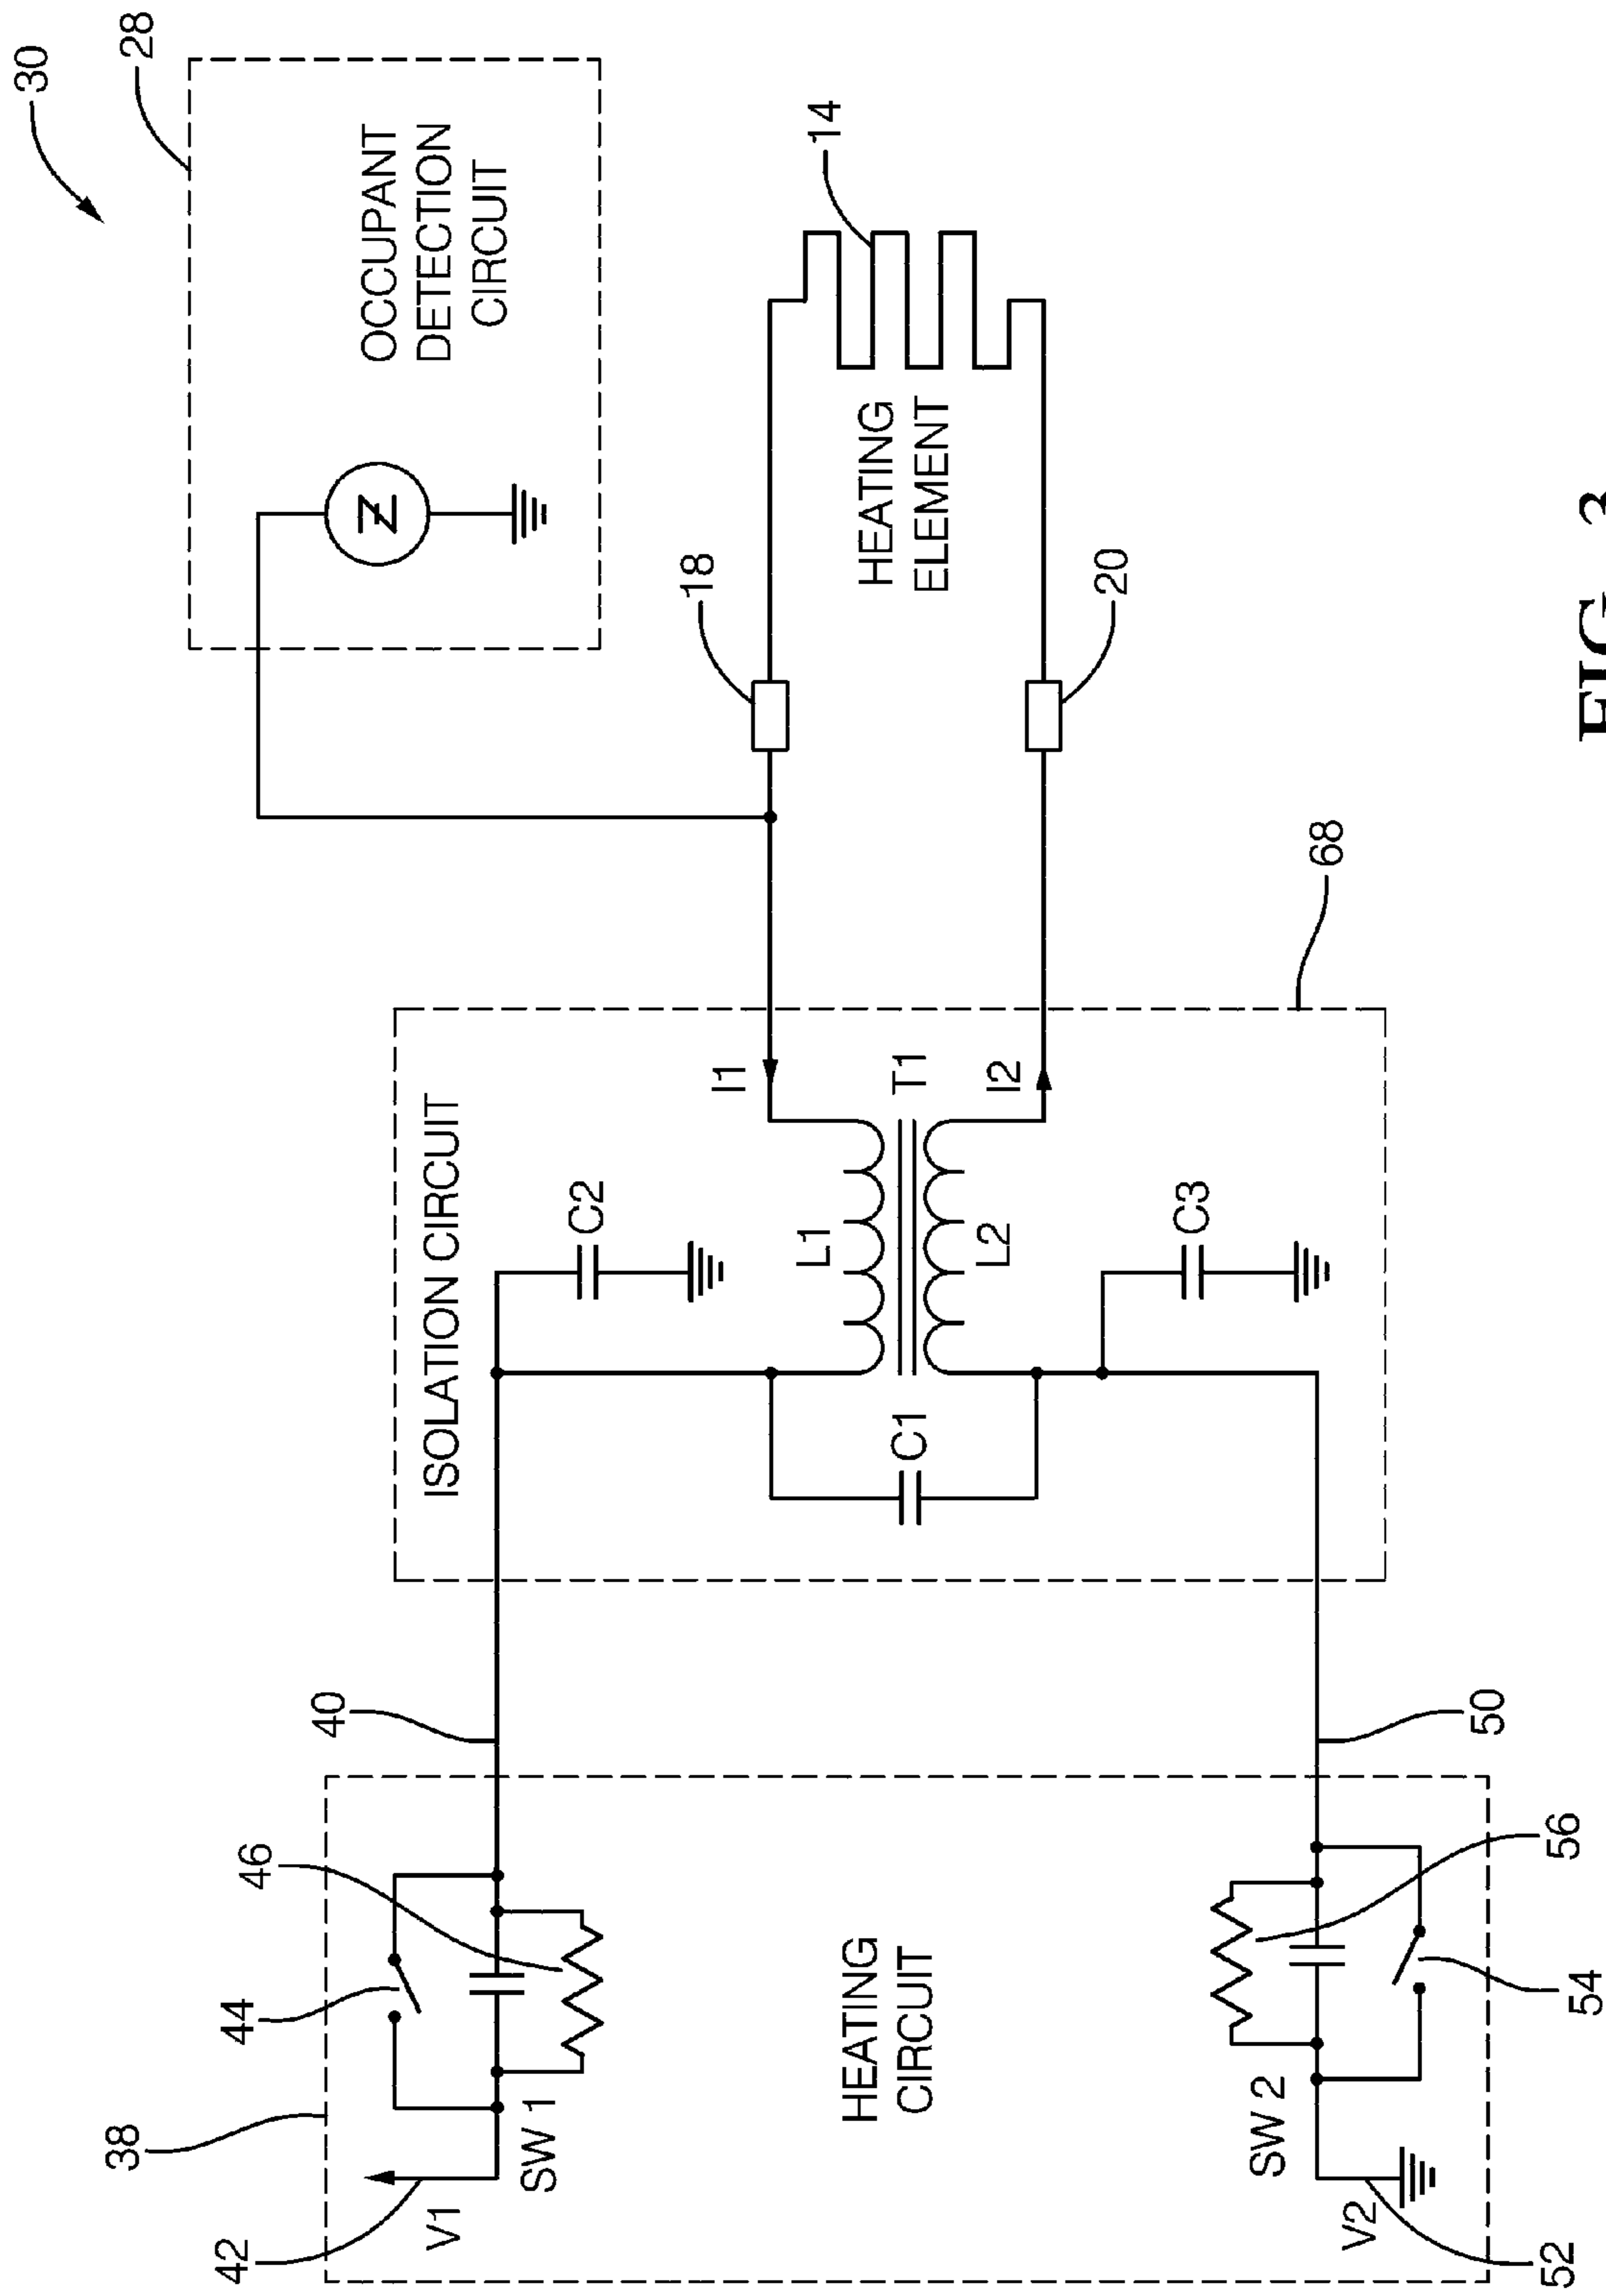 30
28
OCCUPANT
DETECTION
CIRCUIT
14
HEATING
ELEMENT
18
20
68
ISOLATION CIRCUIT
I1
T1
I2
C2
L1
L2
C3
C1
40
50
38
44
46
42
V1
SW 1
HEATING
CIRCUIT
SW 2
V2
56
54
52